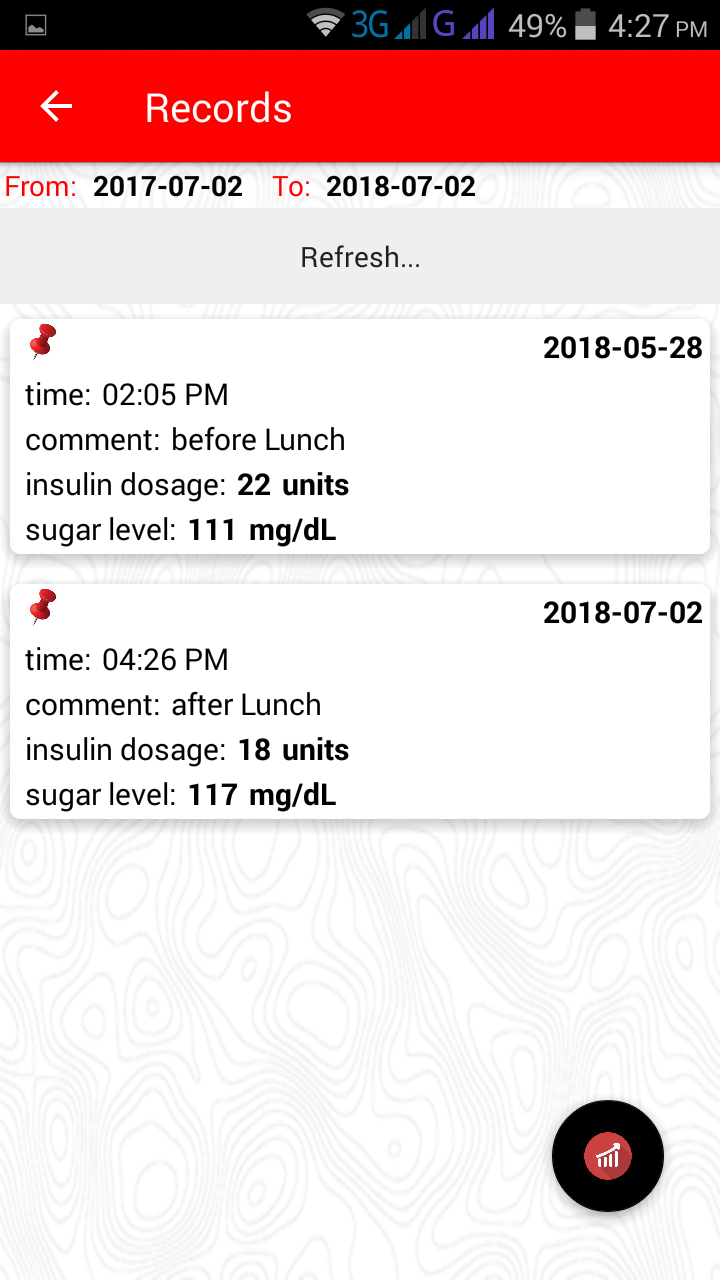 3G G 49% 4:27 PM
Records
From: 2017-07-02 To: 2018-07-02
Refresh...
2018-05-28
time: 02:05 PM
comment: before Lunch
insulin dosage: 22 units
sugar level: 111 mg/dL
2018-07-02
time: 04:26 PM
comment: after Lunch
insulin dosage: 18 units
sugar level: 117 mg/dL